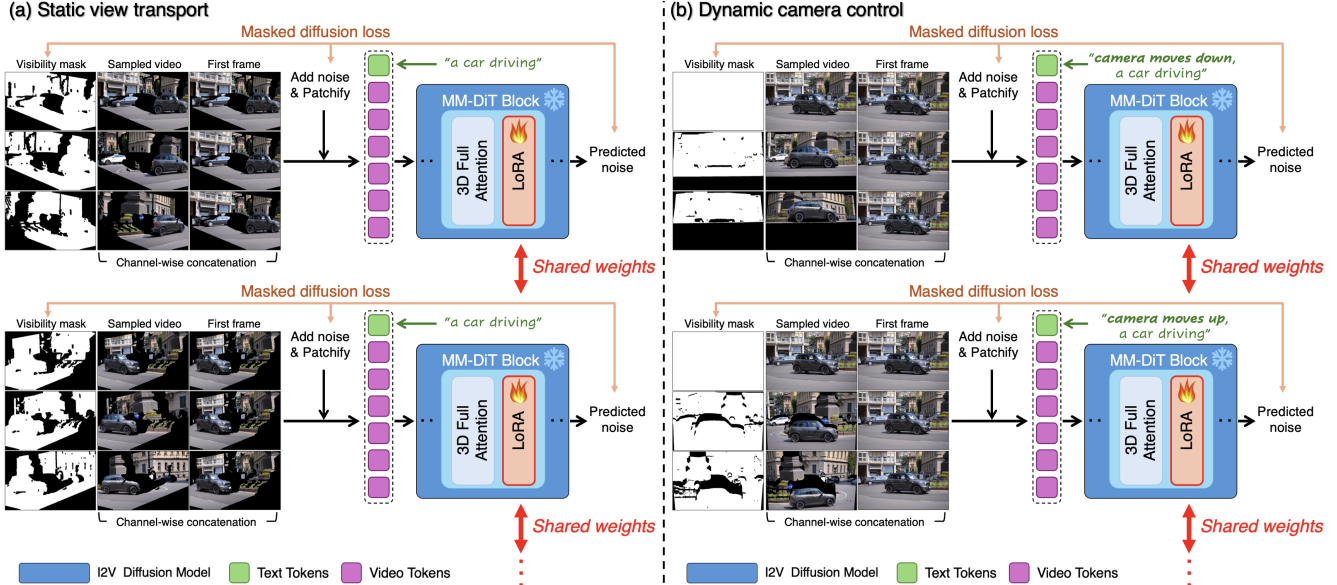 (a) Static view transport
Masked diffusion loss
Visibility mask
Sampled video
First frame
Add noise
& Patchify
"a car driving"
MM-DiT Block
3D Full
Attention
LoRA
Predicted
noise
Channel-wise concatenation
Shared weights
Masked diffusion loss
Visibility mask
Sampled video
First frame
Add noise
& Patchify
"a car driving"
MM-DiT Block
3D Full
Attention
LoRA
Predicted
noise
Channel-wise concatenation
Shared weights
I2V Diffusion Model
Text Tokens
Video Tokens
(b) Dynamic camera control
Masked diffusion loss
Visibility mask
Sampled video
First frame
Add noise
& Patchify
"camera moves down,
a car driving"
MM-DiT Block
3D Full
Attention
LoRA
Predicted
noise
Channel-wise concatenation
Shared weights
Masked diffusion loss
Visibility mask
Sampled video
First frame
Add noise
& Patchify
"camera moves up,
a car driving"
MM-DiT Block
3D Full
Attention
LoRA
Predicted
noise
Channel-wise concatenation
Shared weights
I2V Diffusion Model
Text Tokens
Video Tokens